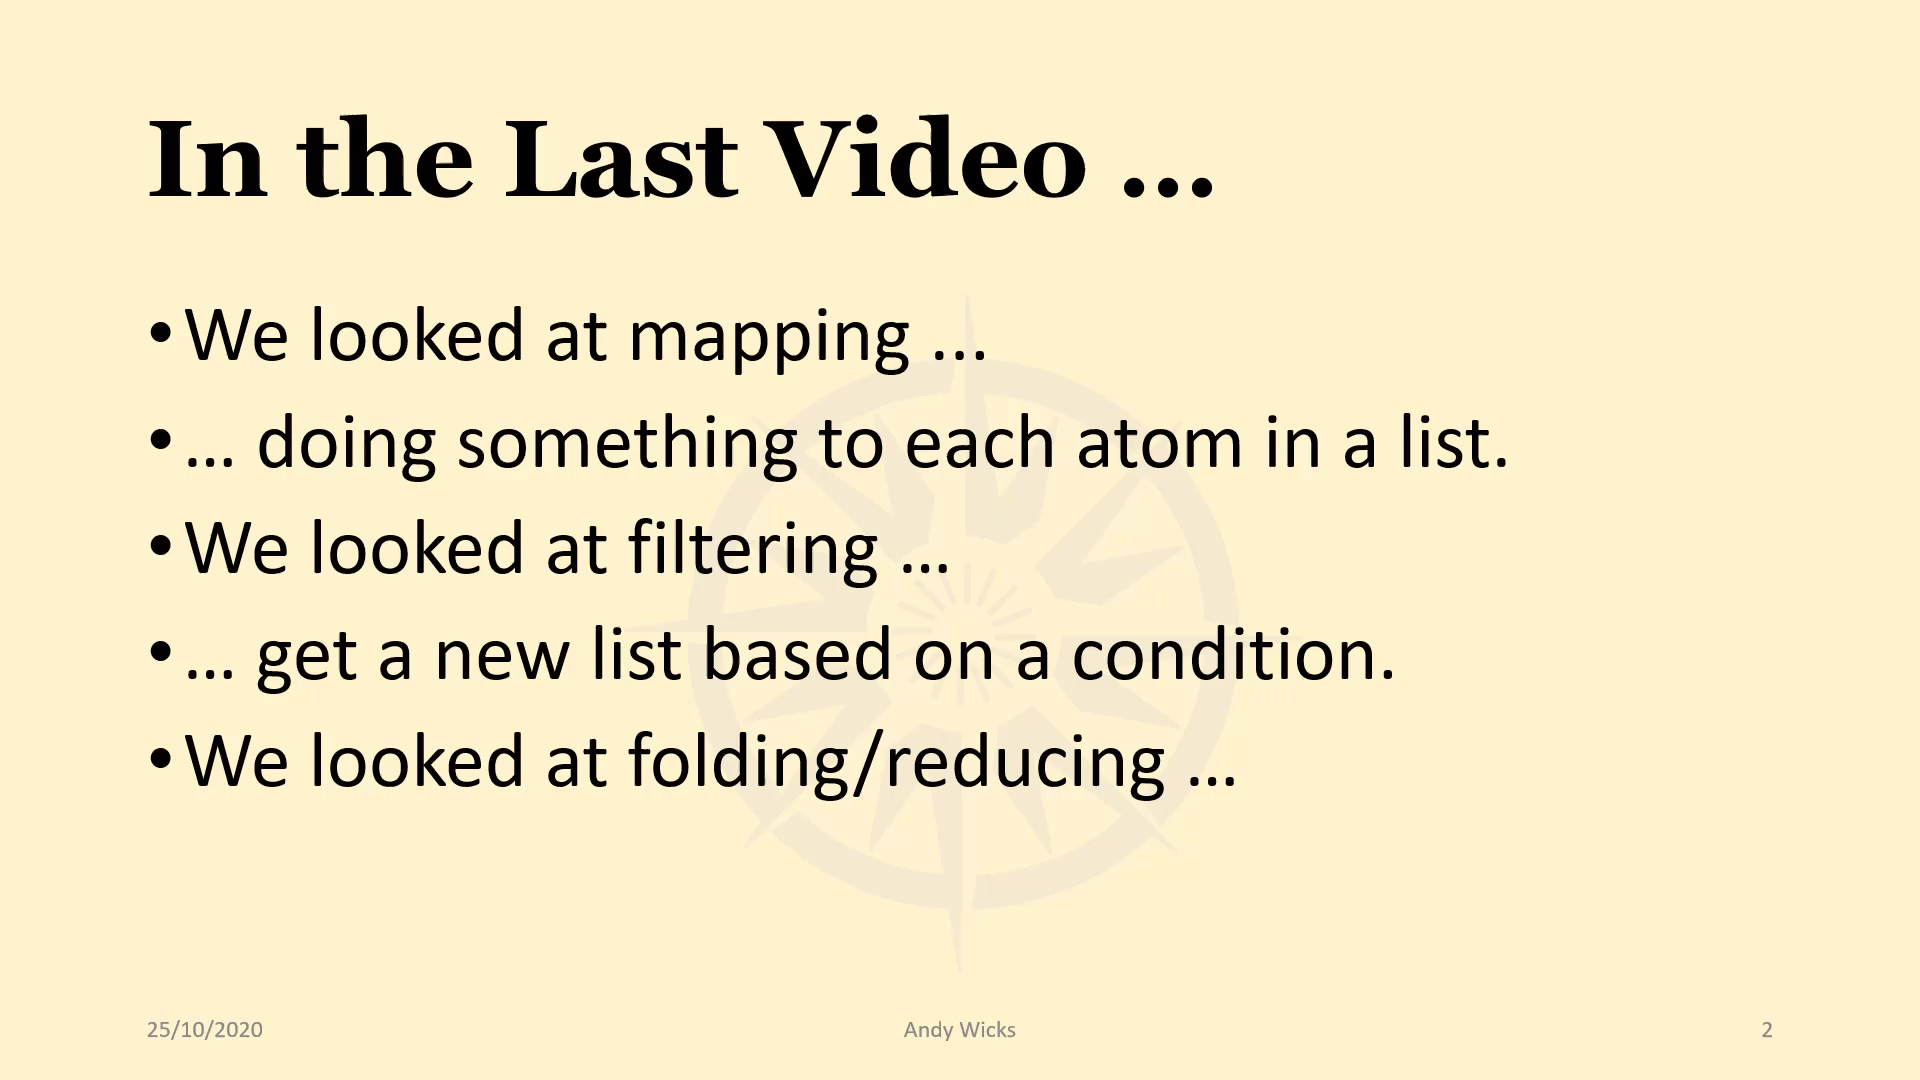 In the Last Video ...
• We looked at mapping ...
• ... doing something to each atom in a list.
• We looked at filtering ...
• ... get a new list based on a condition.
• We looked at folding/reducing ...
25/10/2020
Andy Wicks
2